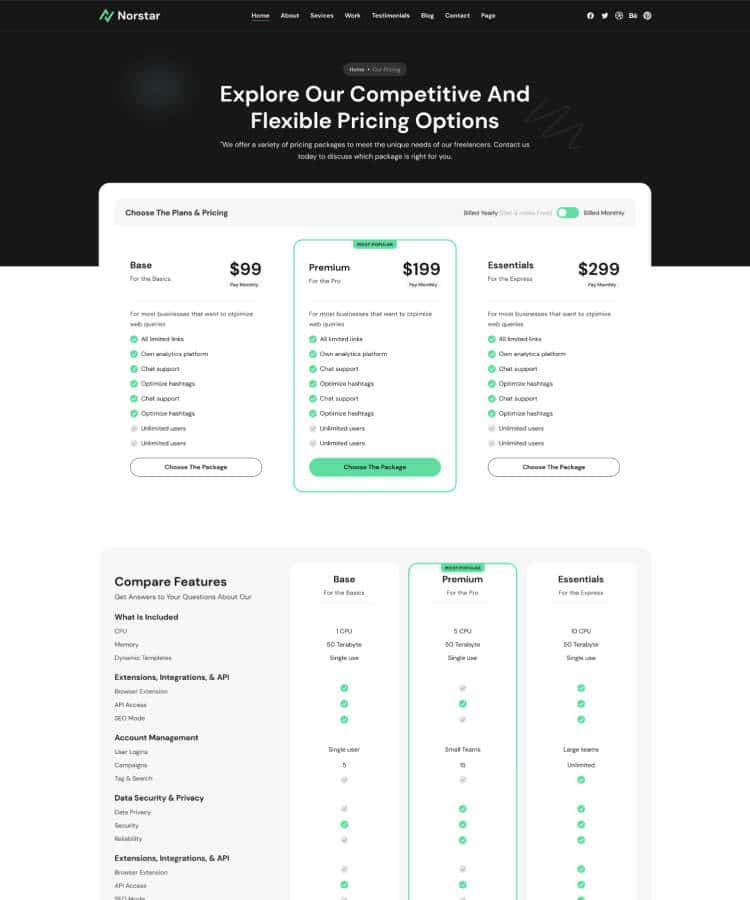 Norstar
Home About Sevices Work Testimonials Blog Contact Page
Bē
Home • Our Pricing
Explore Our Competitive And
Flexible Pricing Options
"We offer a variety of pricing packages to meet the unique needs of our freelancers. Contact us
today to discuss which package is right for you.
Choose The Plans & Pricing
Billed Yearly
Billed Monthly
Base
For the Basics
$99
Pay Monthly
For most businesses that want to otpimize
web queries
All limited links
Own analytics platform
Chat support
Optimize hashtags
Chat support
Optimize hashtags
Unlimited users
Unlimited users
Choose The Package
MOST POPULAR
Premium
For the Pro
$199
Pay Monthly
For most businesses that want to otpimize
web queries
All limited links
Own analytics platform
Chat support
Optimize hashtags
Chat support
Optimize hashtags
Unlimited users
Unlimited users
Choose The Package
Essentials
For the Express
$299
Pay Monthly
For most businesses that want to otpimize
web queries
All limited links
Own analytics platform
Chat support
Optimize hashtags
Chat support
Optimize hashtags
Unlimited users
Unlimited users
Choose The Package
Compare Features
Get Answers to Your Questions About Our
Base
For the Basics
MOST POPULAR
Premium
For the Pro
Essentials
For the Express
What Is Included
CPU 1 CPU 5 CPU 10 CPU
Memory 50 Terabyte 50 Terabyte 50 Terabyte
Dynamic Templates Single use Single use Single use
Extensions, Integrations, & API
Browser Extension
API Access
SEO Mode
Account Management
User Logins Single user Small Teams Large teams
Campaigns 5 15 Unlimited
Tag & Search
Data Security & Privacy
Data Privacy
Security
Reliability
Extensions, Integrations, & API
Browser Extension
API Access
SEO Mode